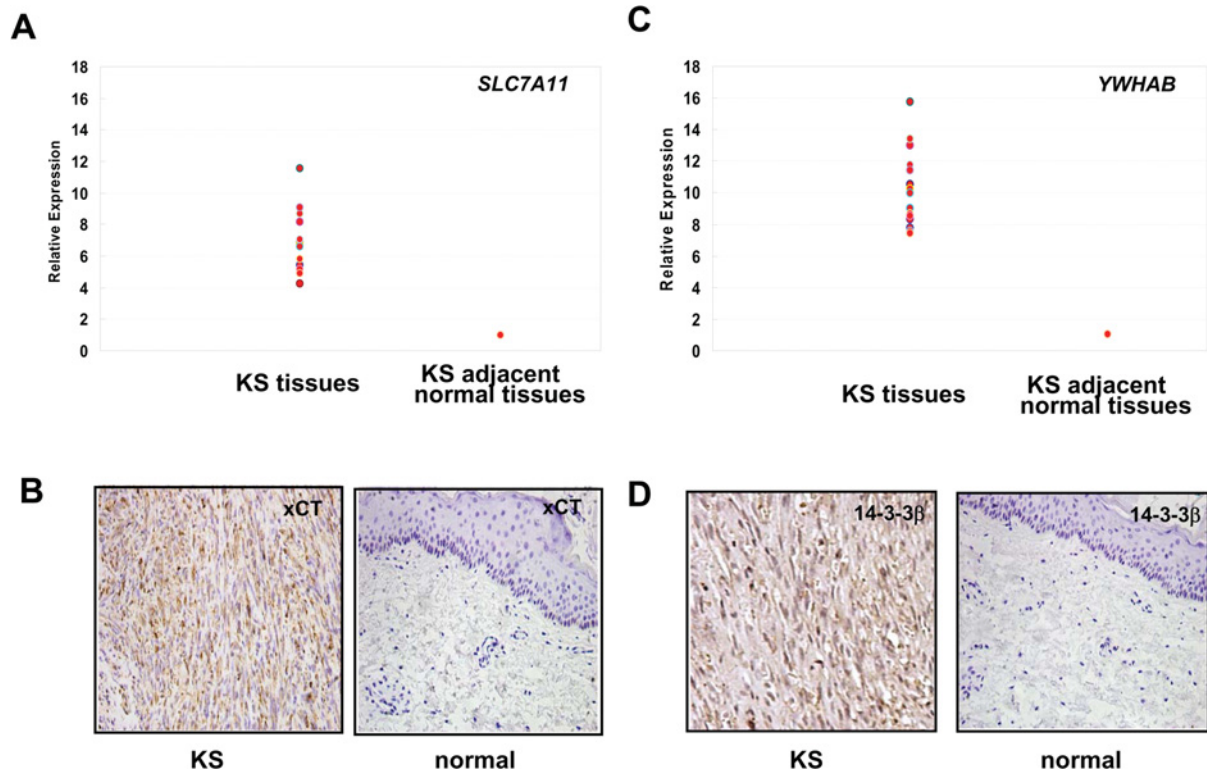 A
SLC7A11
18
16
14
12
10
8
6
4
2
0
Relative Expression
KS tissues
KS adjacent
normal tissues
C
YWHAB
18
16
14
12
10
8
6
4
2
0
Relative Expression
KS tissues
KS adjacent
normal tissues
B
xCT
xCT
KS
normal
D
14-3-3β
14-3-3β
KS
normal